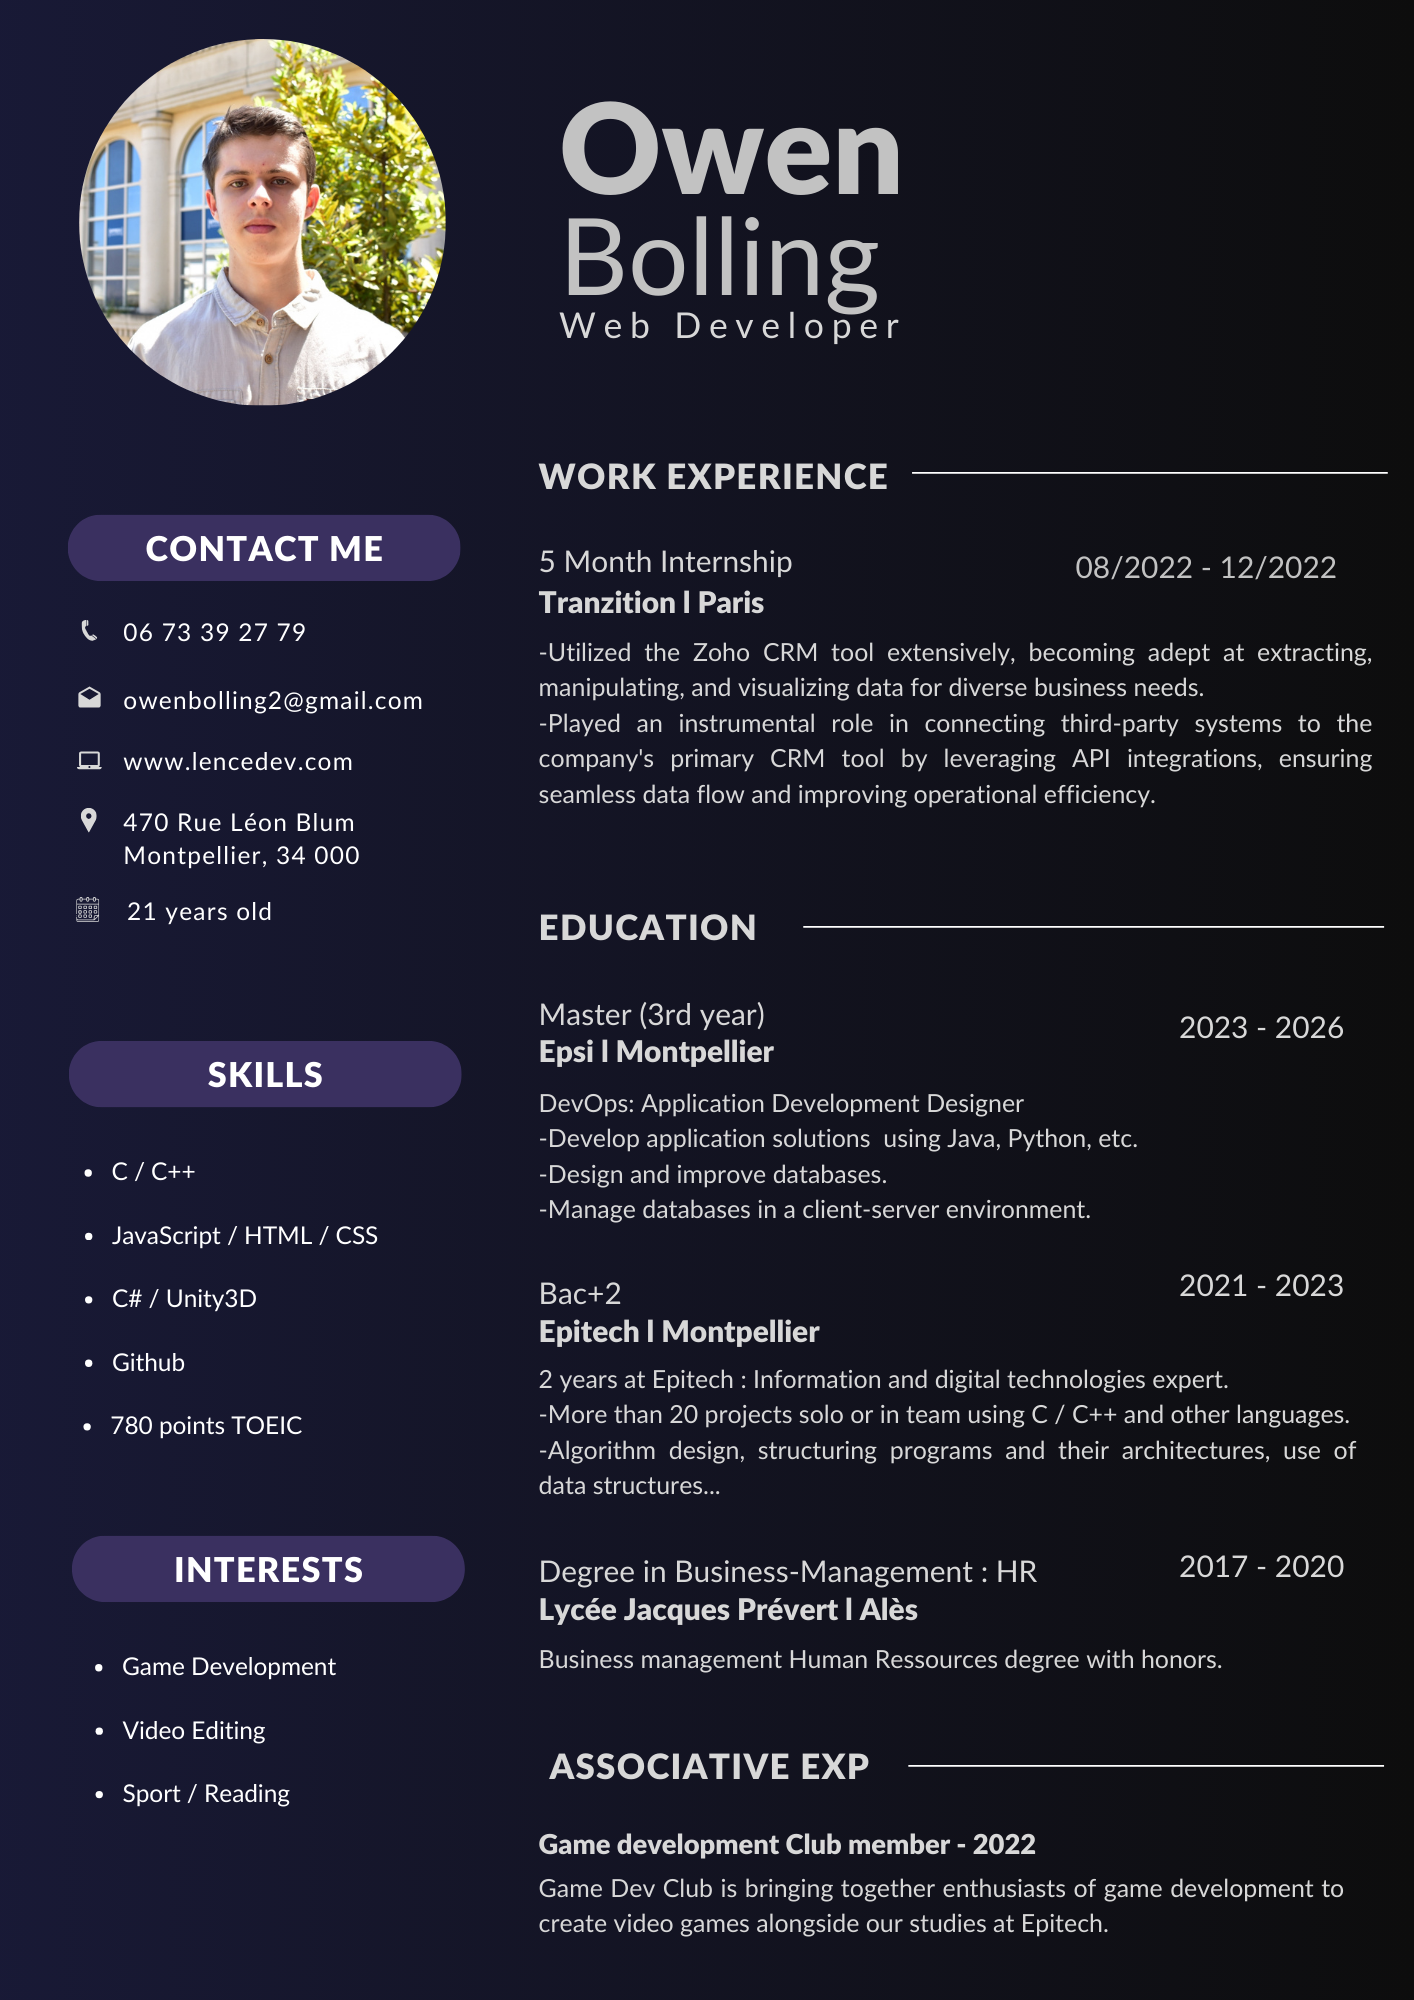 Owen
Bolling
Web Developer
CONTACT ME
06 73 39 27 79
owenbolling2@gmail.com
www.lencedev.com
470 Rue Léon Blum
Montpellier, 34 000
21 years old
SKILLS
• C / C++
• JavaScript / HTML / CSS
• C# / Unity3D
• Github
• 780 points TOEIC
INTERESTS
• Game Development
• Video Editing
• Sport / Reading
WORK EXPERIENCE
5 Month Internship
08/2022 - 12/2022
Tranzition l Paris
-Utilized the Zoho CRM tool extensively, becoming adept at extracting,
manipulating, and visualizing data for diverse business needs.
-Played an instrumental role in connecting third-party systems to the
company's primary CRM tool by leveraging API integrations, ensuring
seamless data flow and improving operational efficiency.
EDUCATION
Master (3rd year)
2023 - 2026
Epsi l Montpellier
DevOps: Application Development Designer
-Develop application solutions  using Java, Python, etc.
-Design and improve databases.
-Manage databases in a client-server environment.
Bac+2
2021 - 2023
Epitech l Montpellier
2 years at Epitech : Information and digital technologies expert.
-More than 20 projects solo or in team using C / C++ and other languages.
-Algorithm design, structuring programs and their architectures, use of
data structures...
Degree in Business-Management : HR
2017 - 2020
Lycée Jacques Prévert l Alès
Business management Human Ressources degree with honors.
ASSOCIATIVE EXP
Game development Club member - 2022
Game Dev Club is bringing together enthusiasts of game development to
create video games alongside our studies at Epitech.